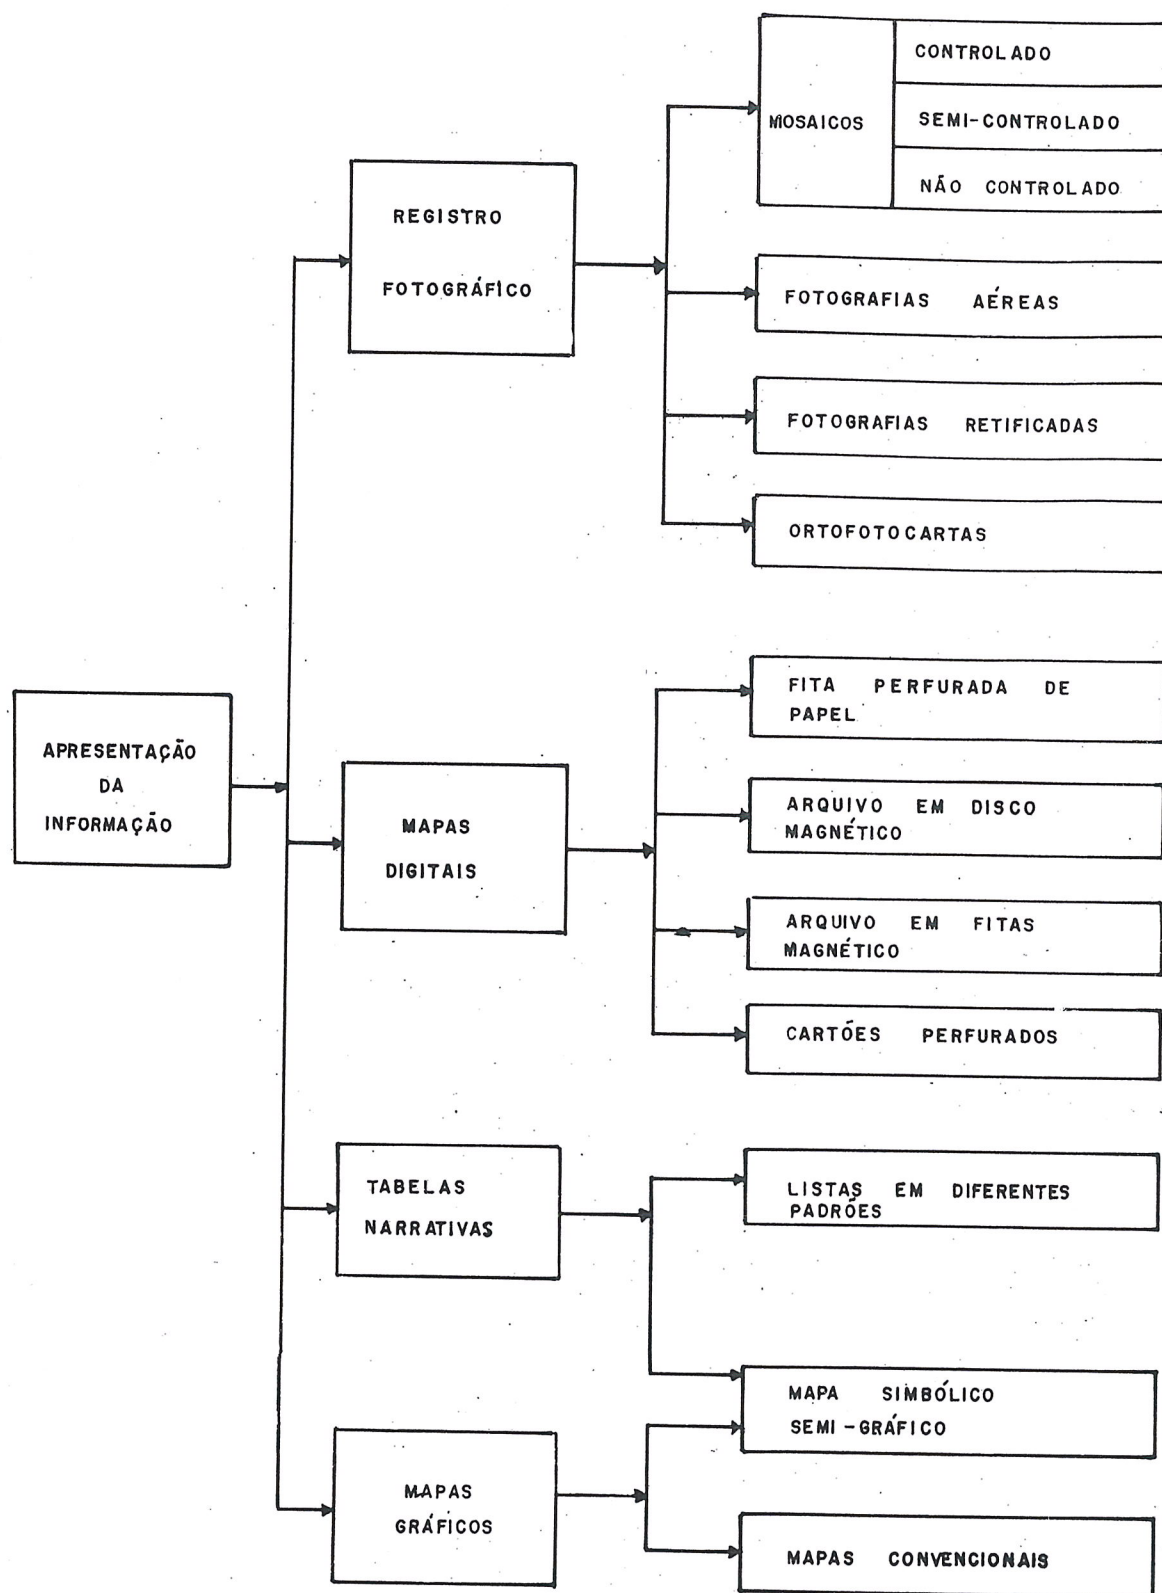 CONTROLADO
MOSAICOS
SEMI-CONTROLADO
NÃO CONTROLADO
REGISTRO
FOTOGRÁFICO
FOTOGRAFIAS AÉREAS
FOTOGRAFIAS RETIFICADAS
ORTOFOTOCARTAS
APRESENTAÇÃO
DA
INFORMAÇÃO
MAPAS
DIGITAIS
FITA PERFURADA DE
PAPEL
ARQUIVO EM DISCO
MAGNÉTICO
ARQUIVO EM FITAS
MAGNÉTICO
CARTÕES PERFURADOS
TABELAS
NARRATIVAS
LISTAS EM DIFERENTES
PADRÕES
MAPA SIMBÓLICO
SEMI-GRÁFICO
MAPAS
GRÁFICOS
MAPAS CONVENCIONAIS